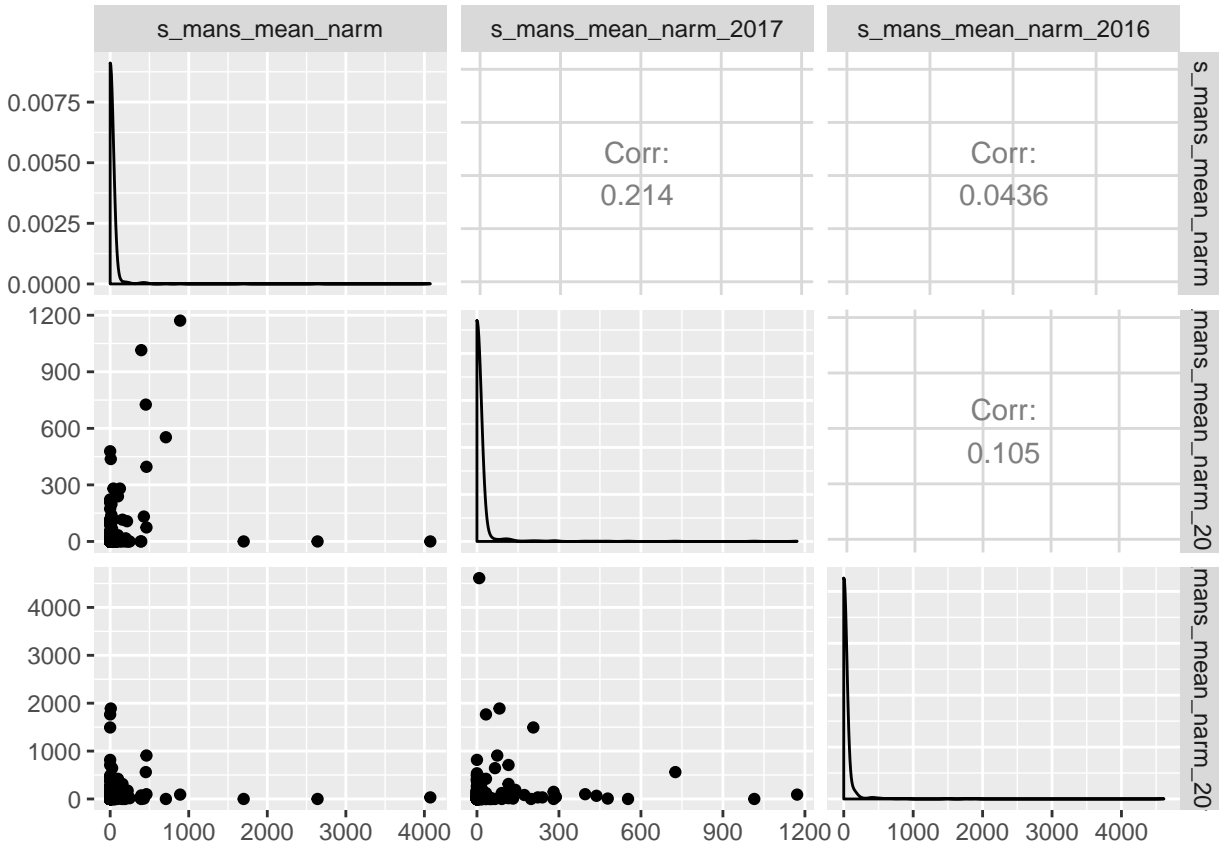 s_mans_mean_narm s_mans_mean_narm_2017 s_mans_mean_narm_2016
0.0075
0.0050
0.0025
0.0000
Corr:
0.214
Corr:
0.0436
s_mans_mean_narm
1200
900
600
300
0
Corr:
0.105
mans_mean_narm_20
4000
3000
2000
1000
0
mans_mean_narm_20
0 1000 2000 3000 4000
0 300 600 900 1200
0 1000 2000 3000 4000